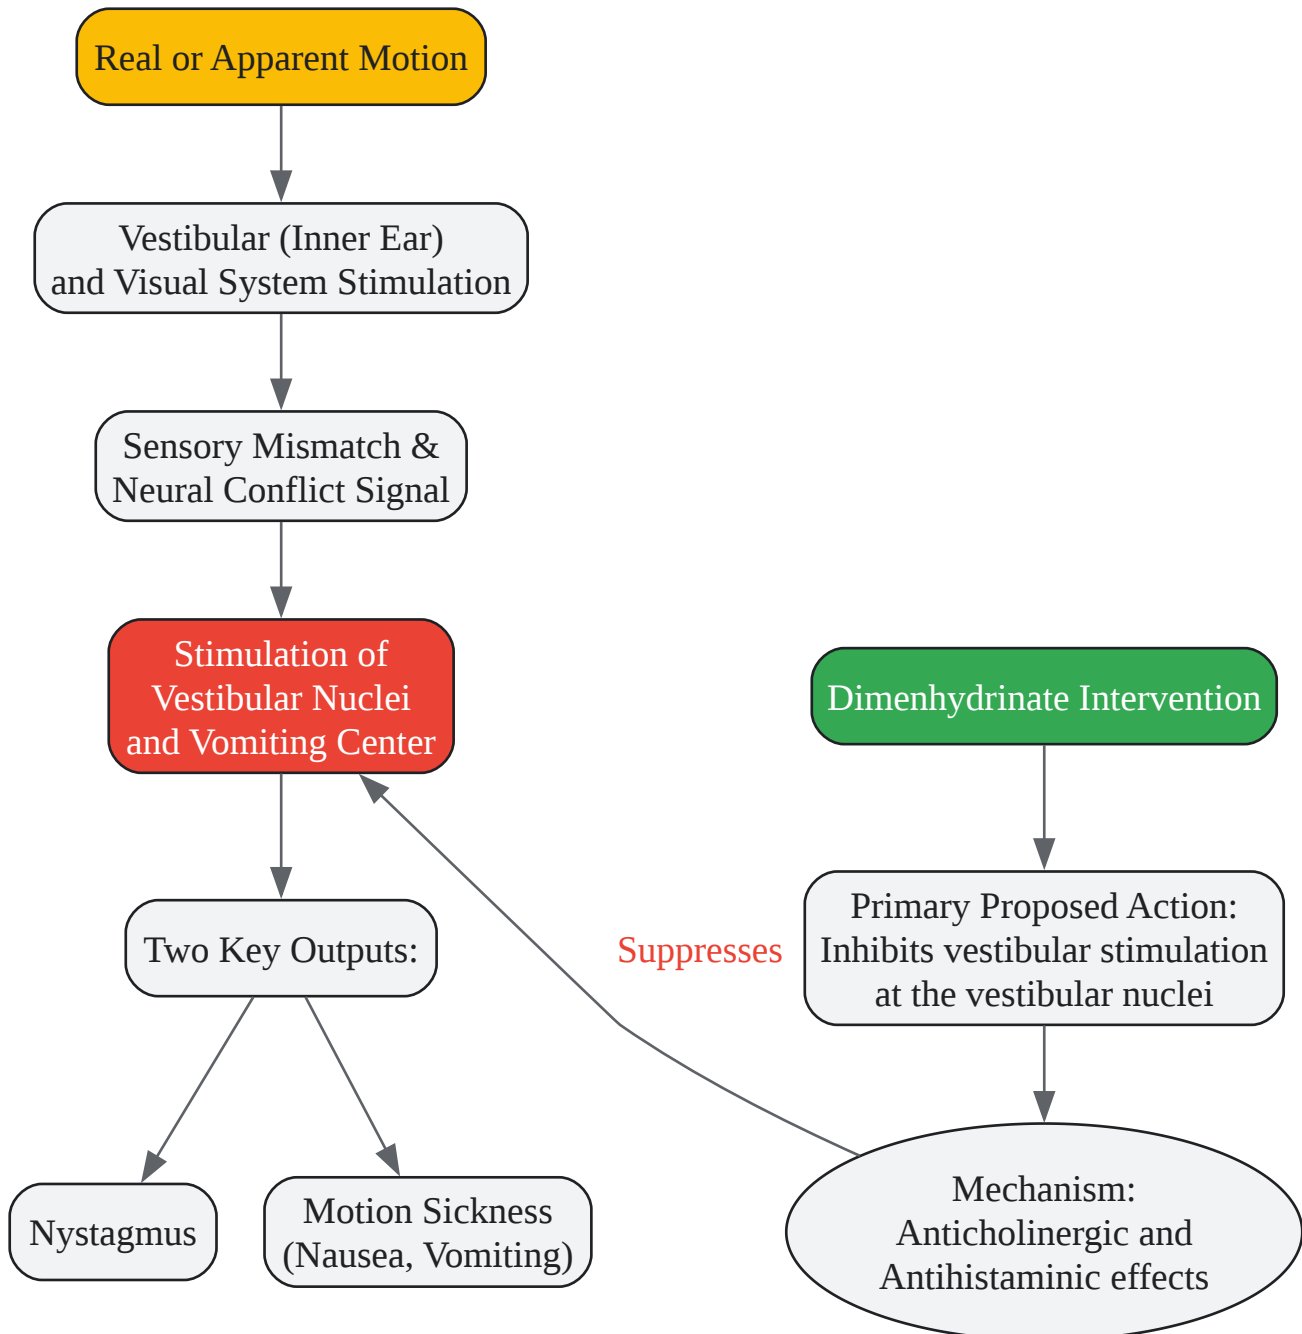 Real or Apparent Motion
Vestibular (Inner Ear)
and Visual System Stimulation
Sensory Mismatch &
Neural Conflict Signal
Stimulation of
Vestibular Nuclei
and Vomiting Center
Dimenhydrinate Intervention
Two Key Outputs:
Suppresses
Primary Proposed Action:
Inhibits vestibular stimulation
at the vestibular nuclei
Nystagmus
Motion Sickness
(Nausea, Vomiting)
Mechanism:
Anticholinergic and
Antihistaminic effects